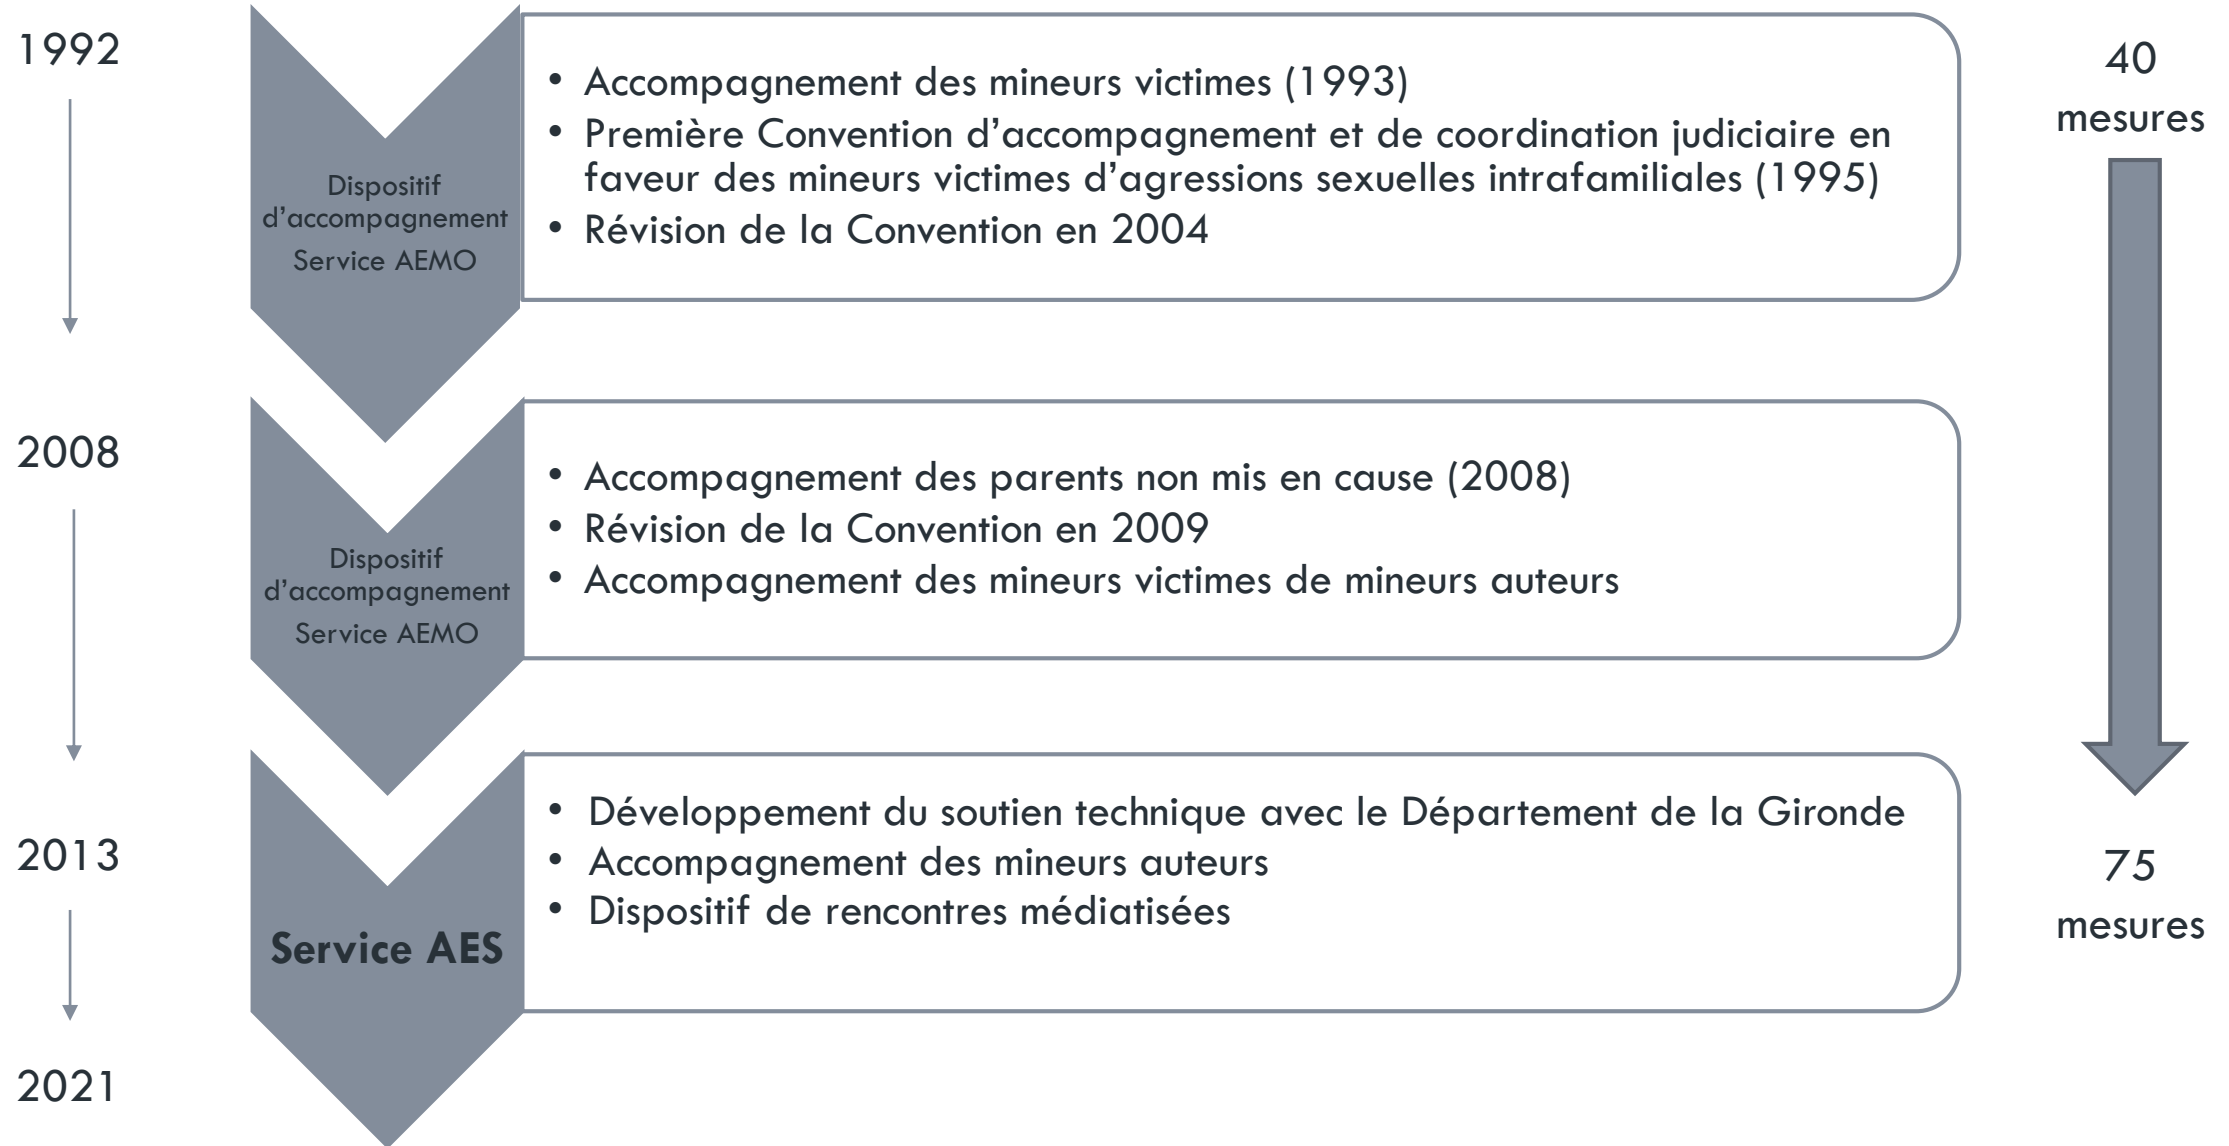 1992
Dispositif
d’accompagnement
Service AEMO
• Accompagnement des mineurs victimes (1993)
• Première Convention d’accompagnement et de coordination judiciaire en
faveur des mineurs victimes d’agressions sexuelles intrafamiliales (1995)
• Révision de la Convention en 2004
40
mesures
2008
Dispositif
d’accompagnement
Service AEMO
• Accompagnement des parents non mis en cause (2008)
• Révision de la Convention en 2009
• Accompagnement des mineurs victimes de mineurs auteurs
2013
Service AES
• Développement du soutien technique avec le Département de la Gironde
• Accompagnement des mineurs auteurs
• Dispositif de rencontres médiatisées
75
mesures
2021